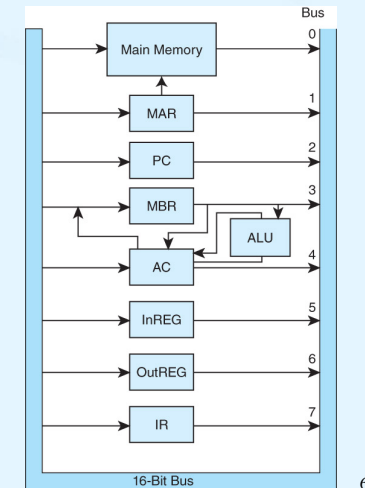 Bus
0
Main Memory
1
MAR
2
PC
3
MBR
ALU
4
AC
5
InREG
6
OutREG
7
IR
16-Bit Bus